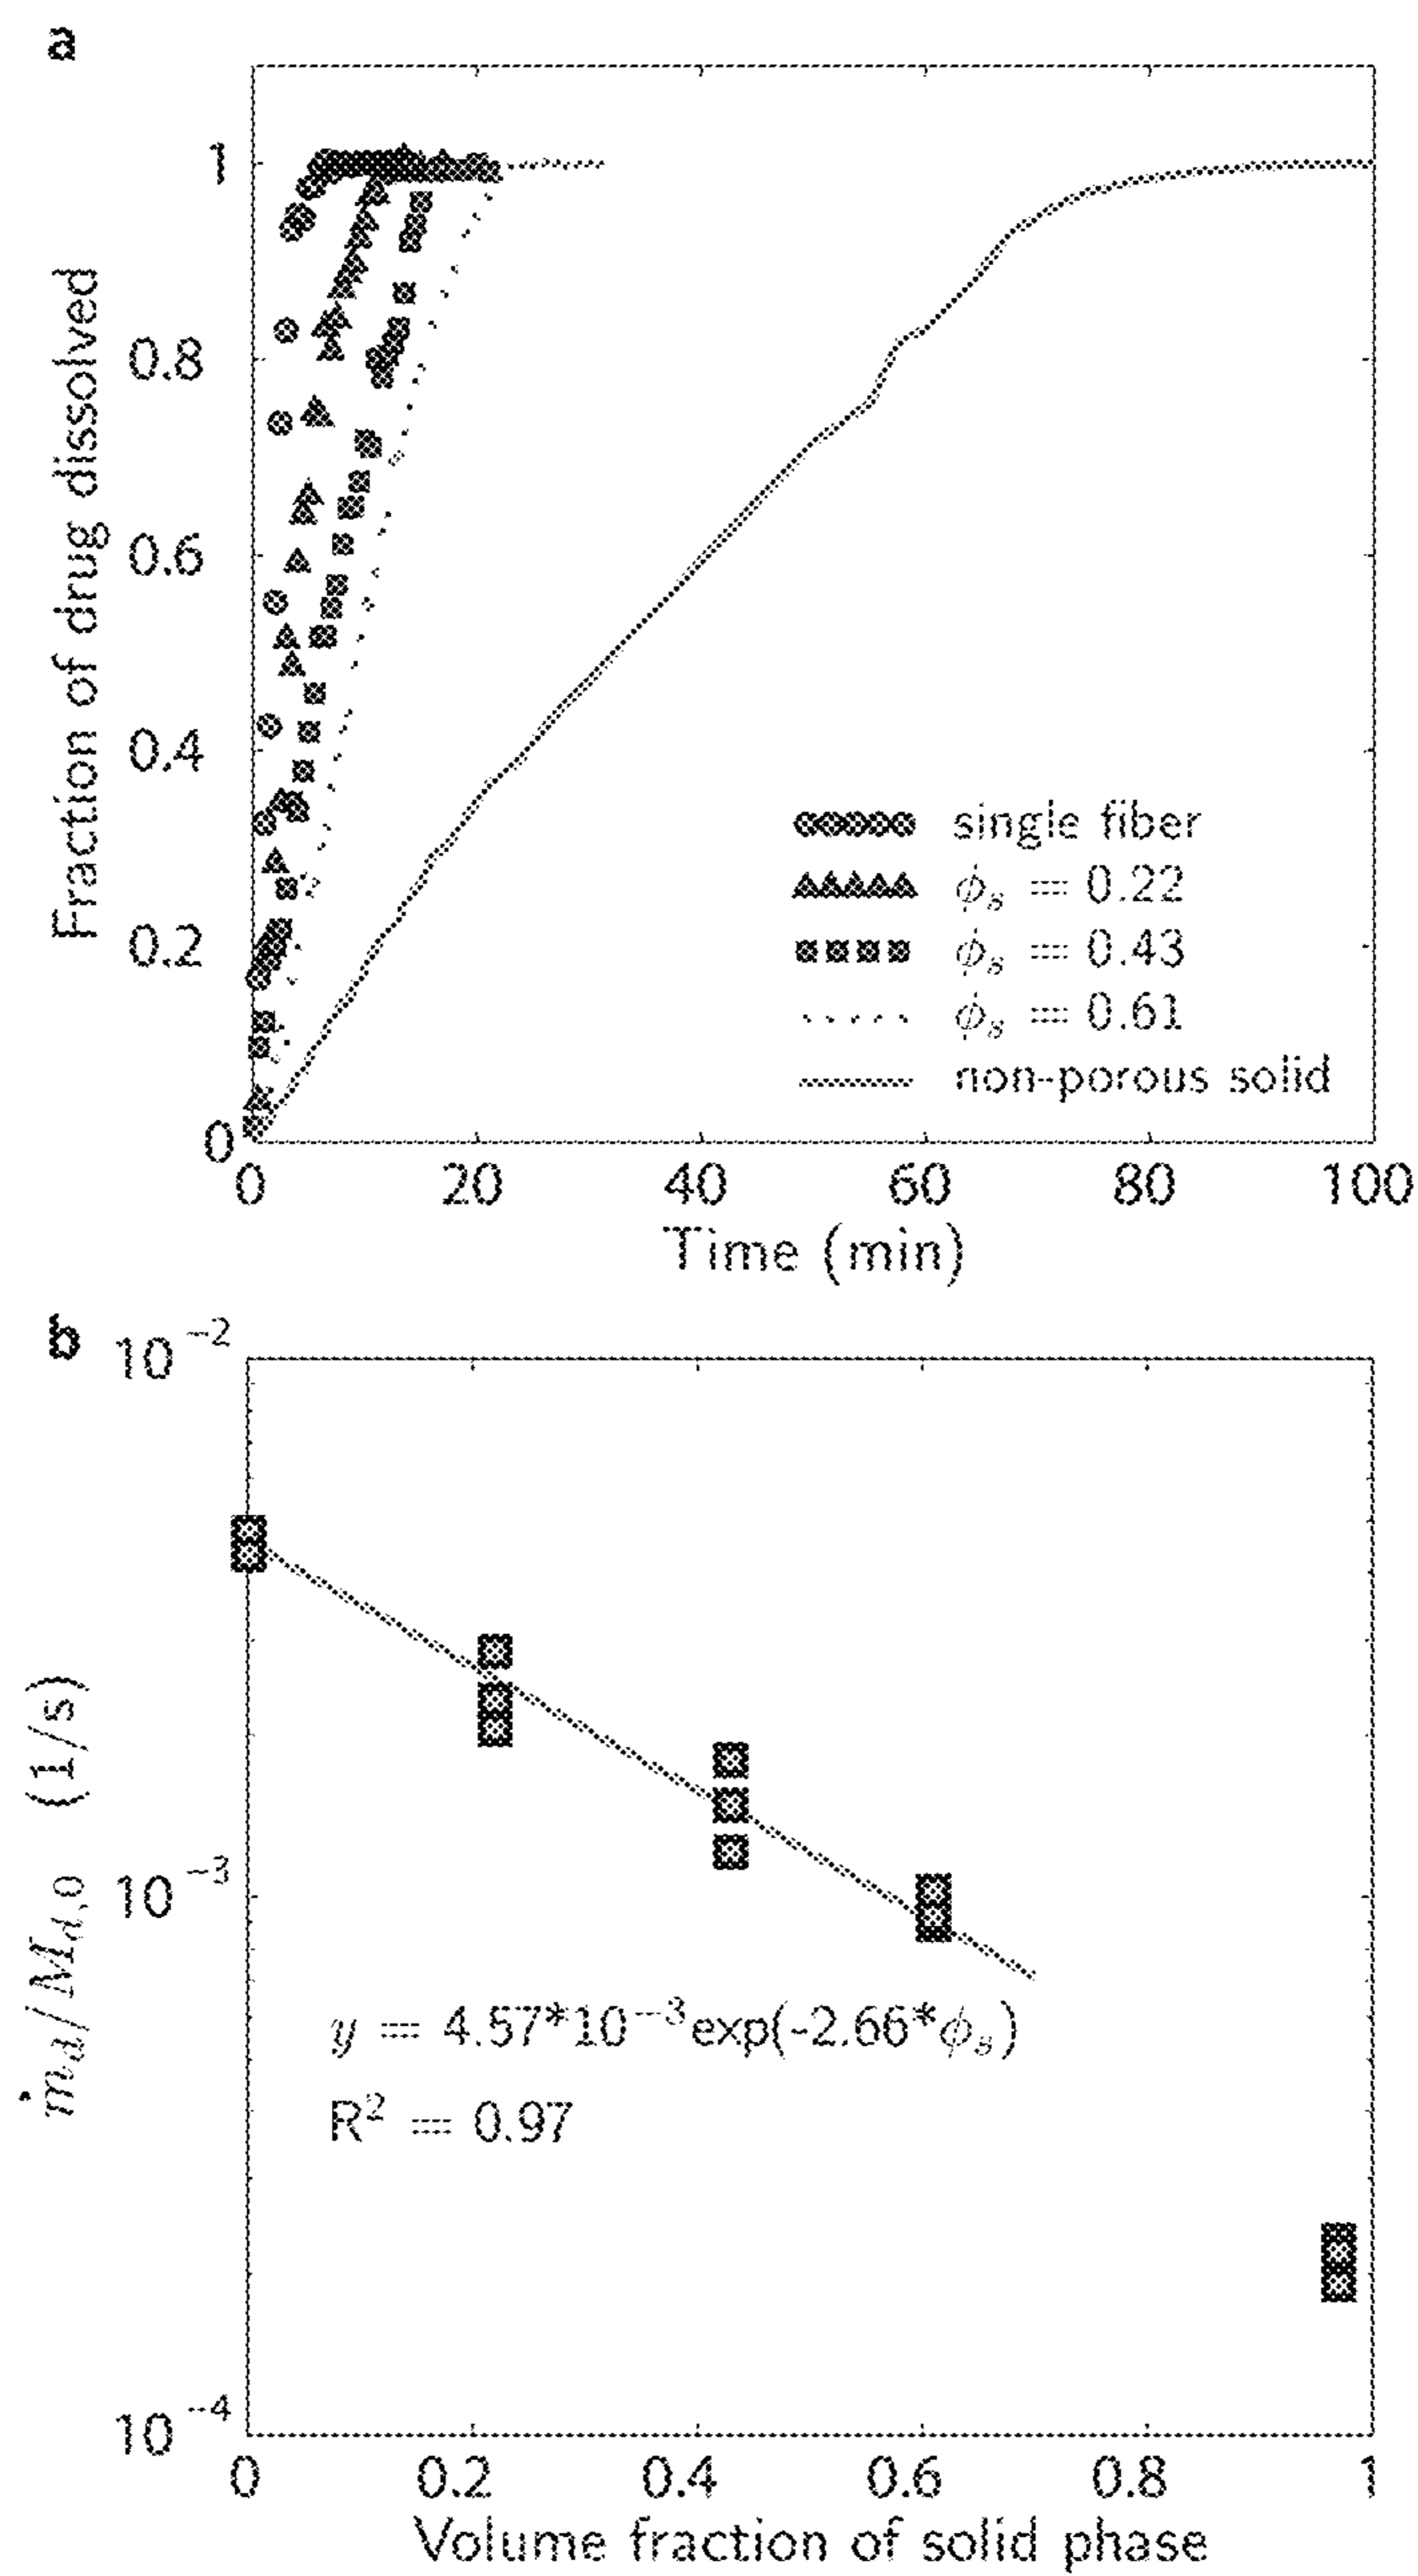 a
1
0.8
0.6
0.4
0.2
0
Fraction of drug dissolved
single fiber
ϕₛ = 0.22
ϕₛ = 0.43
ϕₛ = 0.61
non-porous solid
0 20 40 60 80 100
Time (min)
b
10⁻²
10⁻³
10⁻⁴
ṁ_d/M_{d,0} (1/s)
y = 4.57*10⁻³exp(-2.66*ϕₛ)
R² = 0.97
0 0.2 0.4 0.6 0.8 1
Volume fraction of solid phase